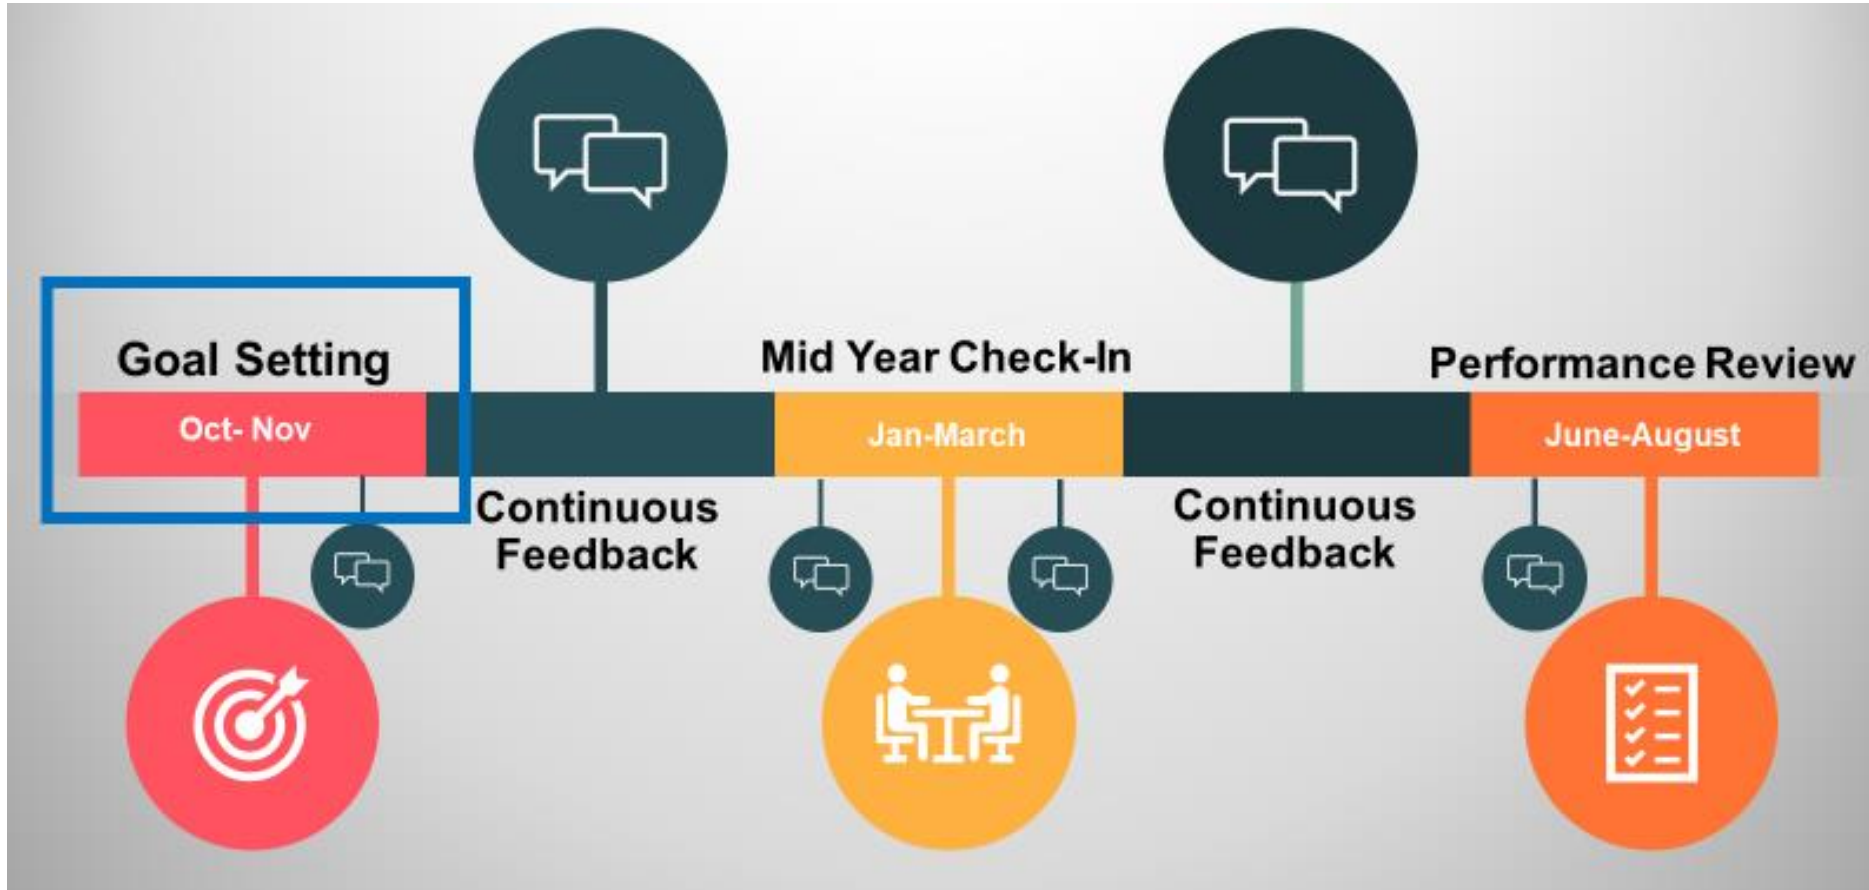 Goal Setting
Oct- Nov
Continuous
Feedback
Mid Year Check-In
Jan-March
Continuous
Feedback
Performance Review
June-August